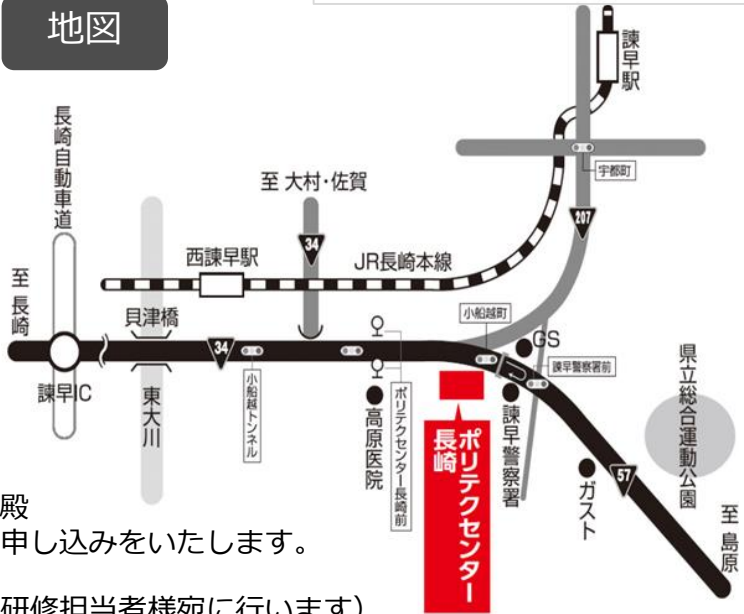 地図
諫早駅
長崎自動車道
宇都町
至 大村・佐賀
207
34
西諫早駅
JR長崎本線
至 長崎
貝津橋
小船越町
GS
34
諫早警察署前
県立総合運動公園
諫早IC
東大川
小船越トンネル
高原医院
ポリテクセンター長崎前
ポリテクセンター
長崎
諫早警察署
ガスト
57
至 島原
殿
申し込みをいたします。
研修担当者様宛に行います)